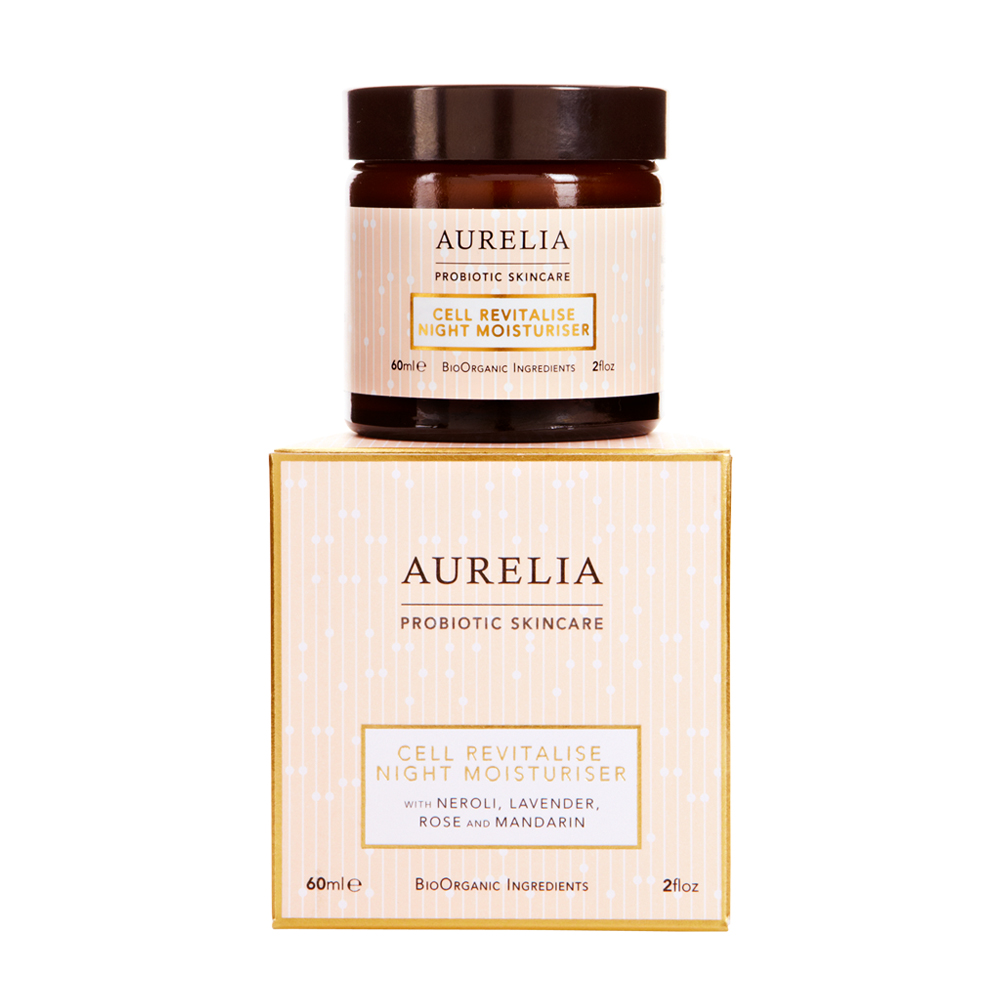 AURELIA
PROBIOTIC SKINCARE
CELL REVITALISE
NIGHT MOISTURISER
60ml℮ BIOORGANIC INGREDIENTS 2floz
AURELIA
PROBIOTIC SKINCARE
CELL REVITALISE
NIGHT MOISTURISER
WITH NEROLI, LAVENDER,
ROSE AND MANDARIN
60ml℮ BIOORGANIC INGREDIENTS 2floz